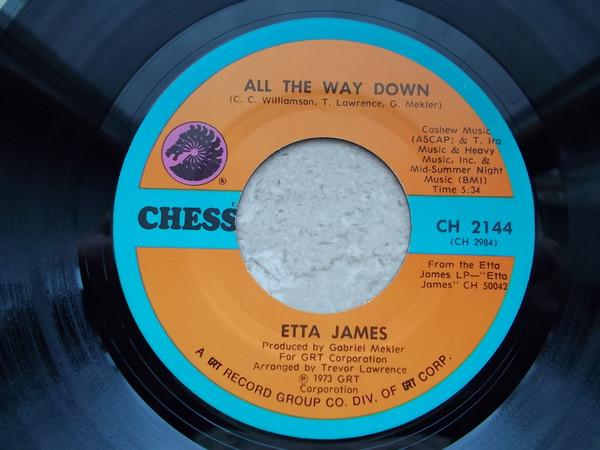 ALL THE WAY DOWN
(C. C. Williamson, T. Lawrence, G. Mekler)
Cashew Music
(ASCAP) & T. Ira
Music & Heavy
Music, Inc. &
Mid-Summer Night
Music (BMI)
Time 5:34
®
CHESS
CH 2144
(CH 2984)
From the Etta
James LP—"Etta
James" CH 50042
ETTA JAMES
Produced by Gabriel Mekler
For GRT Corporation
Arranged by Trevor Lawrence
℗ 1973 GRT
Corporation
A GRT RECORD GROUP CO. DIV. OF GRT CORP.